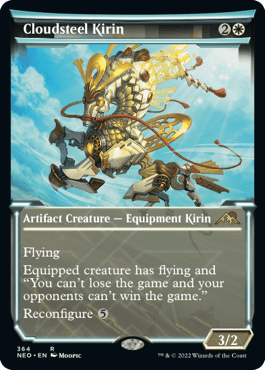 Cloudsteel Kirin 2
Artifact Creature — Equipment Kirin
Flying
Equipped creature has flying and
“You can’t lose the game and your
opponents can’t win the game.”
Reconfigure 5
3/2
364 R
NEO • EN Moopic
™ & © 2022 Wizards of the Coast